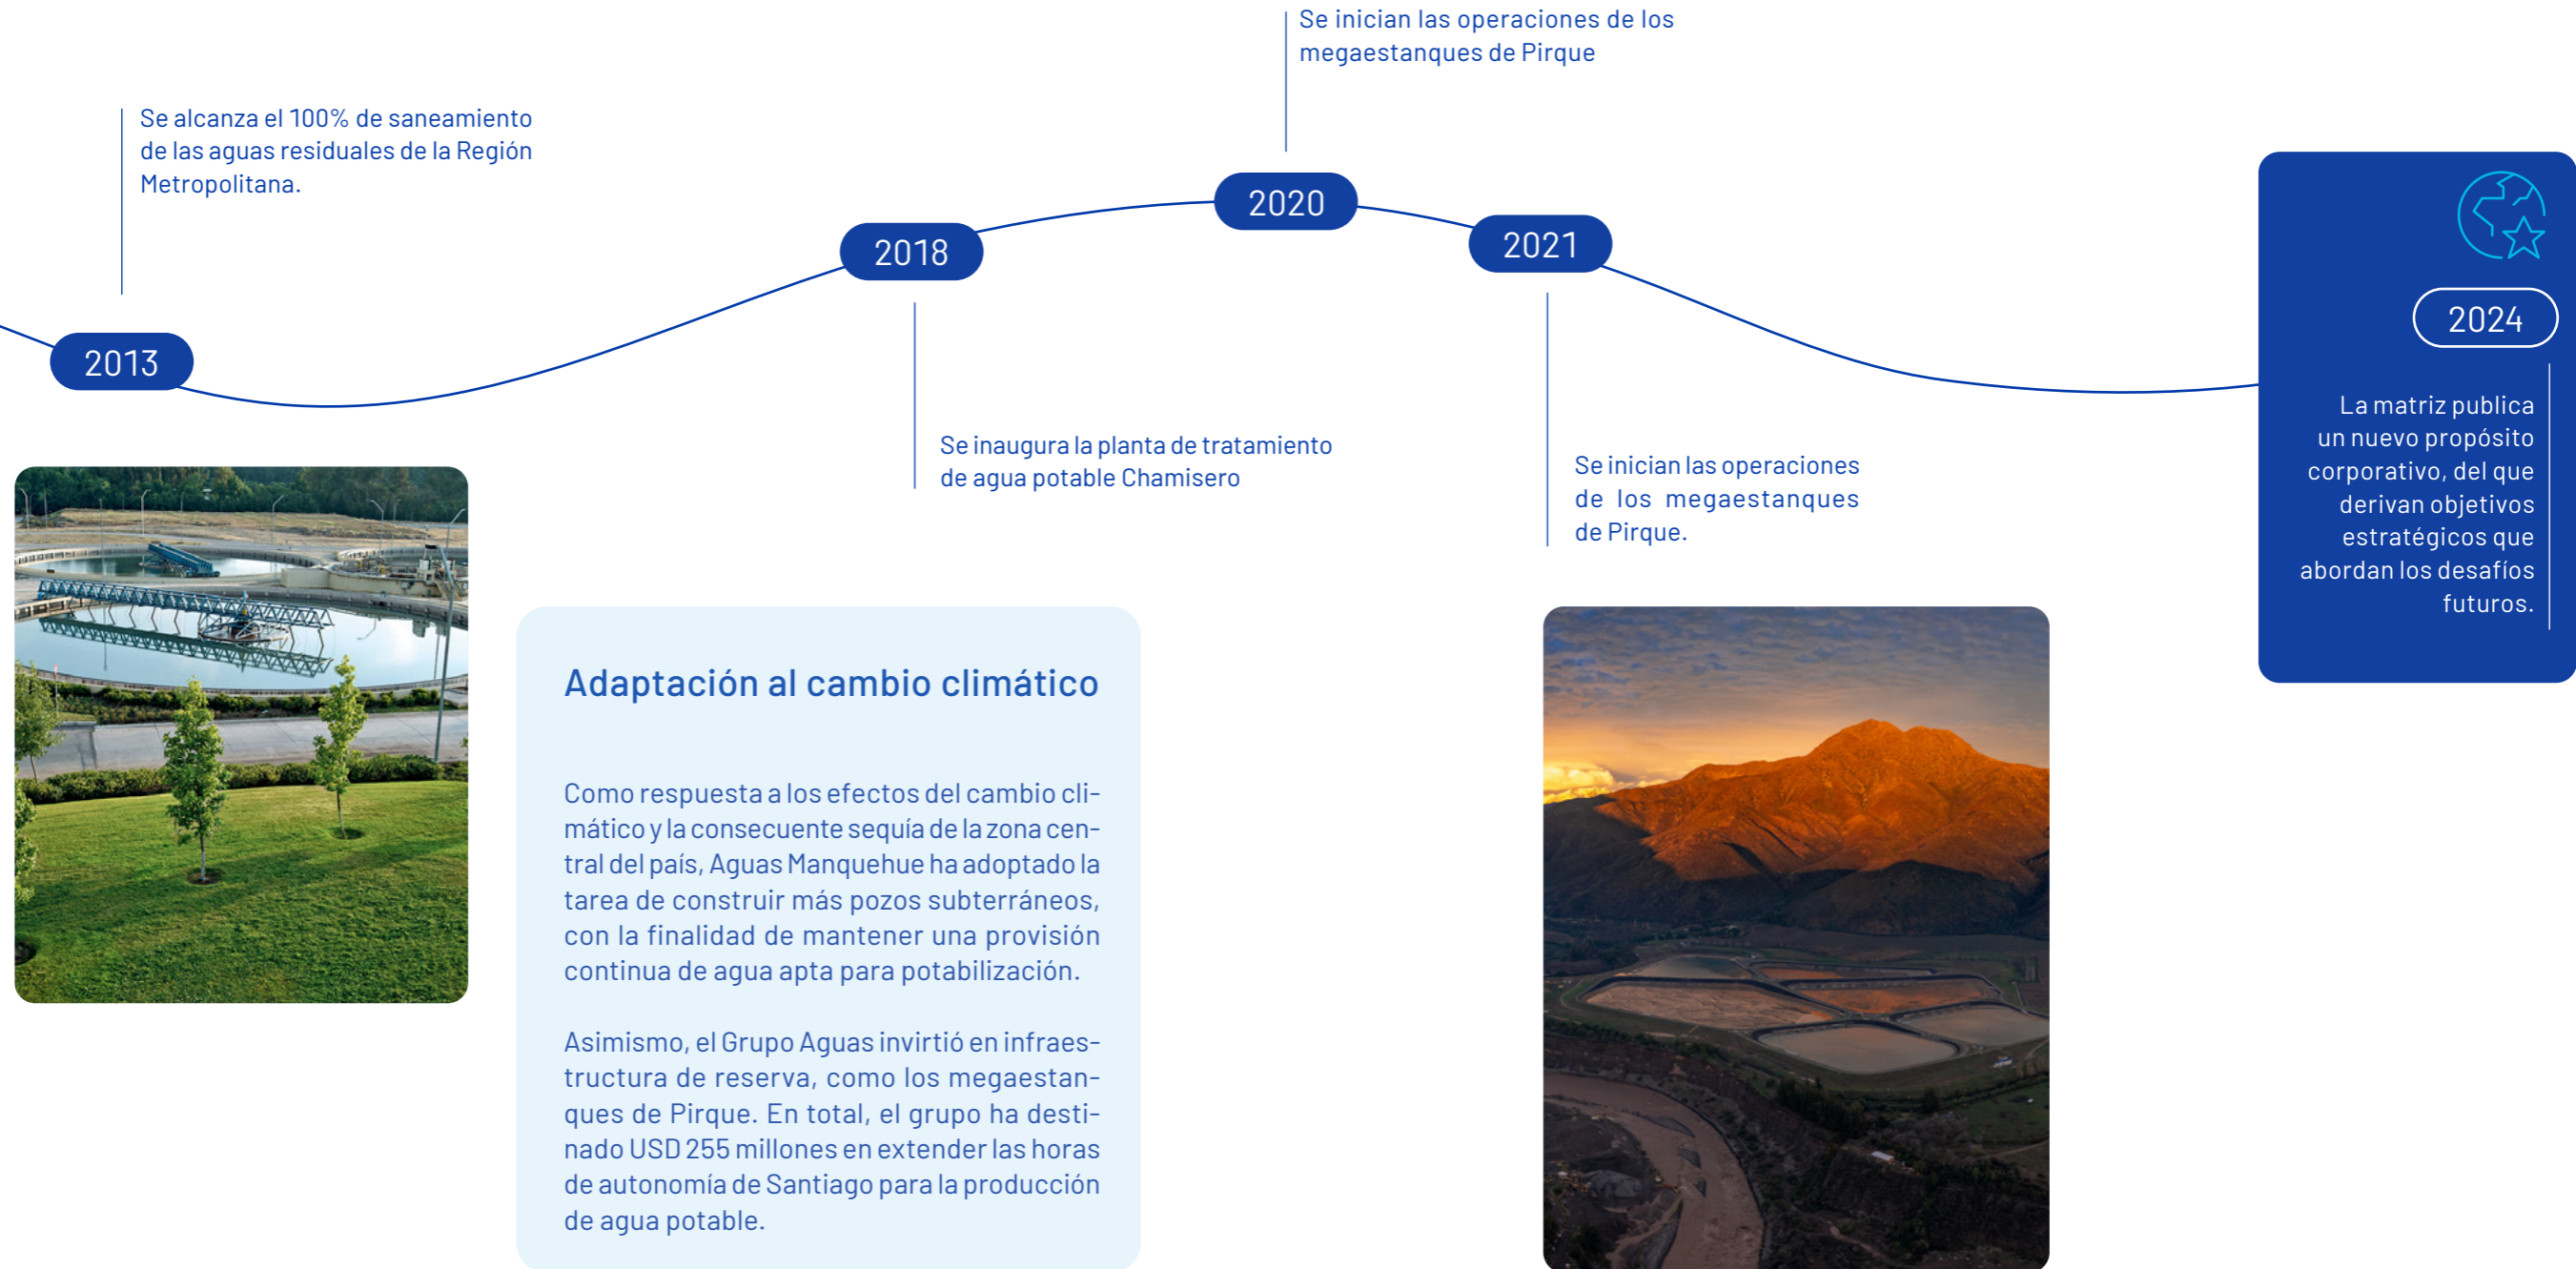 Se inician las operaciones de los
megaestanques de Pirque
Se alcanza el 100% de saneamiento
de las aguas residuales de la Región
Metropolitana.
2013
2018
2020
2021
2024
Se inaugura la planta de tratamiento
de agua potable Chamisero
Se inician las operaciones
de los megaestanques
de Pirque.
La matriz publica
un nuevo propósito
corporativo, del que
derivan objetivos
estratégicos que
abordan los desafíos
futuros.
Adaptación al cambio climático
Como respuesta a los efectos del cambio cli-
mático y la consecuente sequía de la zona cen-
tral del país, Aguas Manquehue ha adoptado la
tarea de construir más pozos subterráneos,
con la finalidad de mantener una provisión
continua de agua apta para potabilización.
Asimismo, el Grupo Aguas invirtió en infraes-
tructura de reserva, como los megaestan-
ques de Pirque. En total, el grupo ha desti-
nado USD 255 millones en extender las horas
de autonomía de Santiago para la producción
de agua potable.